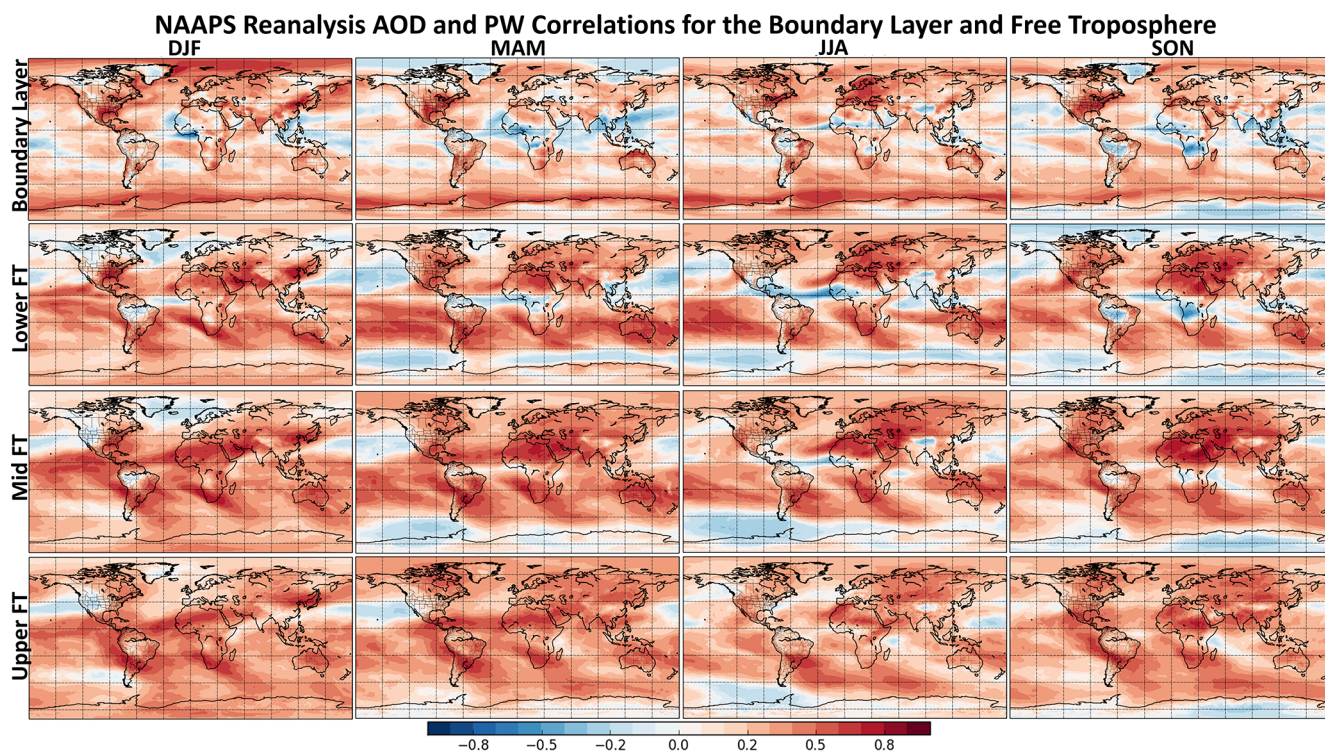 NAAPS Reanalysis AOD and PW Correlations for the Boundary Layer and Free Troposphere
DJF MAM JJA SON
Boundary Layer
Lower FT
Mid FT
Upper FT
−0.8 −0.5 −0.2 0.0 0.2 0.5 0.8